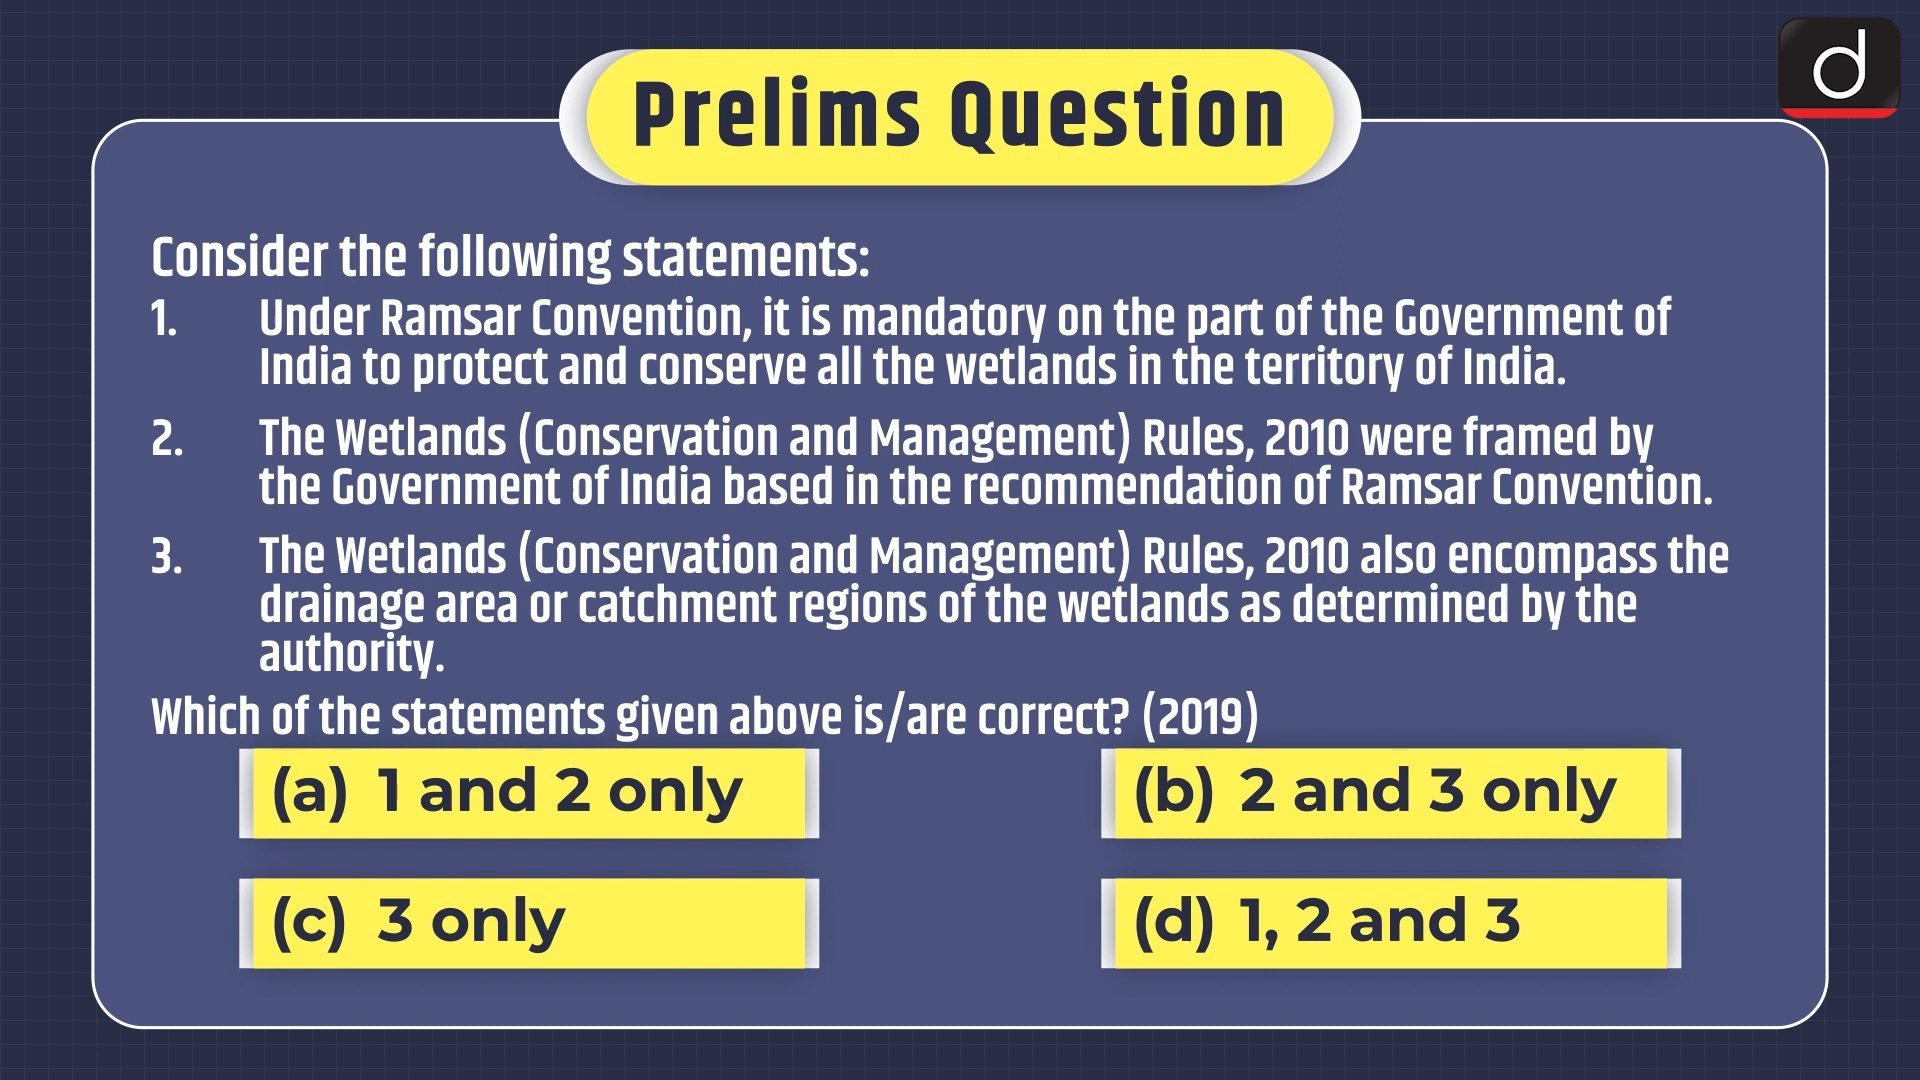 d
Prelims Question
Consider the following statements:
1. Under Ramsar Convention, it is mandatory on the part of the Government of
India to protect and conserve all the wetlands in the territory of India.
2. The Wetlands (Conservation and Management) Rules, 2010 were framed by
the Government of India based in the recommendation of Ramsar Convention.
3. The Wetlands (Conservation and Management) Rules, 2010 also encompass the
drainage area or catchment regions of the wetlands as determined by the
authority.
Which of the statements given above is/are correct? (2019)
(a) 1 and 2 only
(b) 2 and 3 only
(c) 3 only
(d) 1, 2 and 3